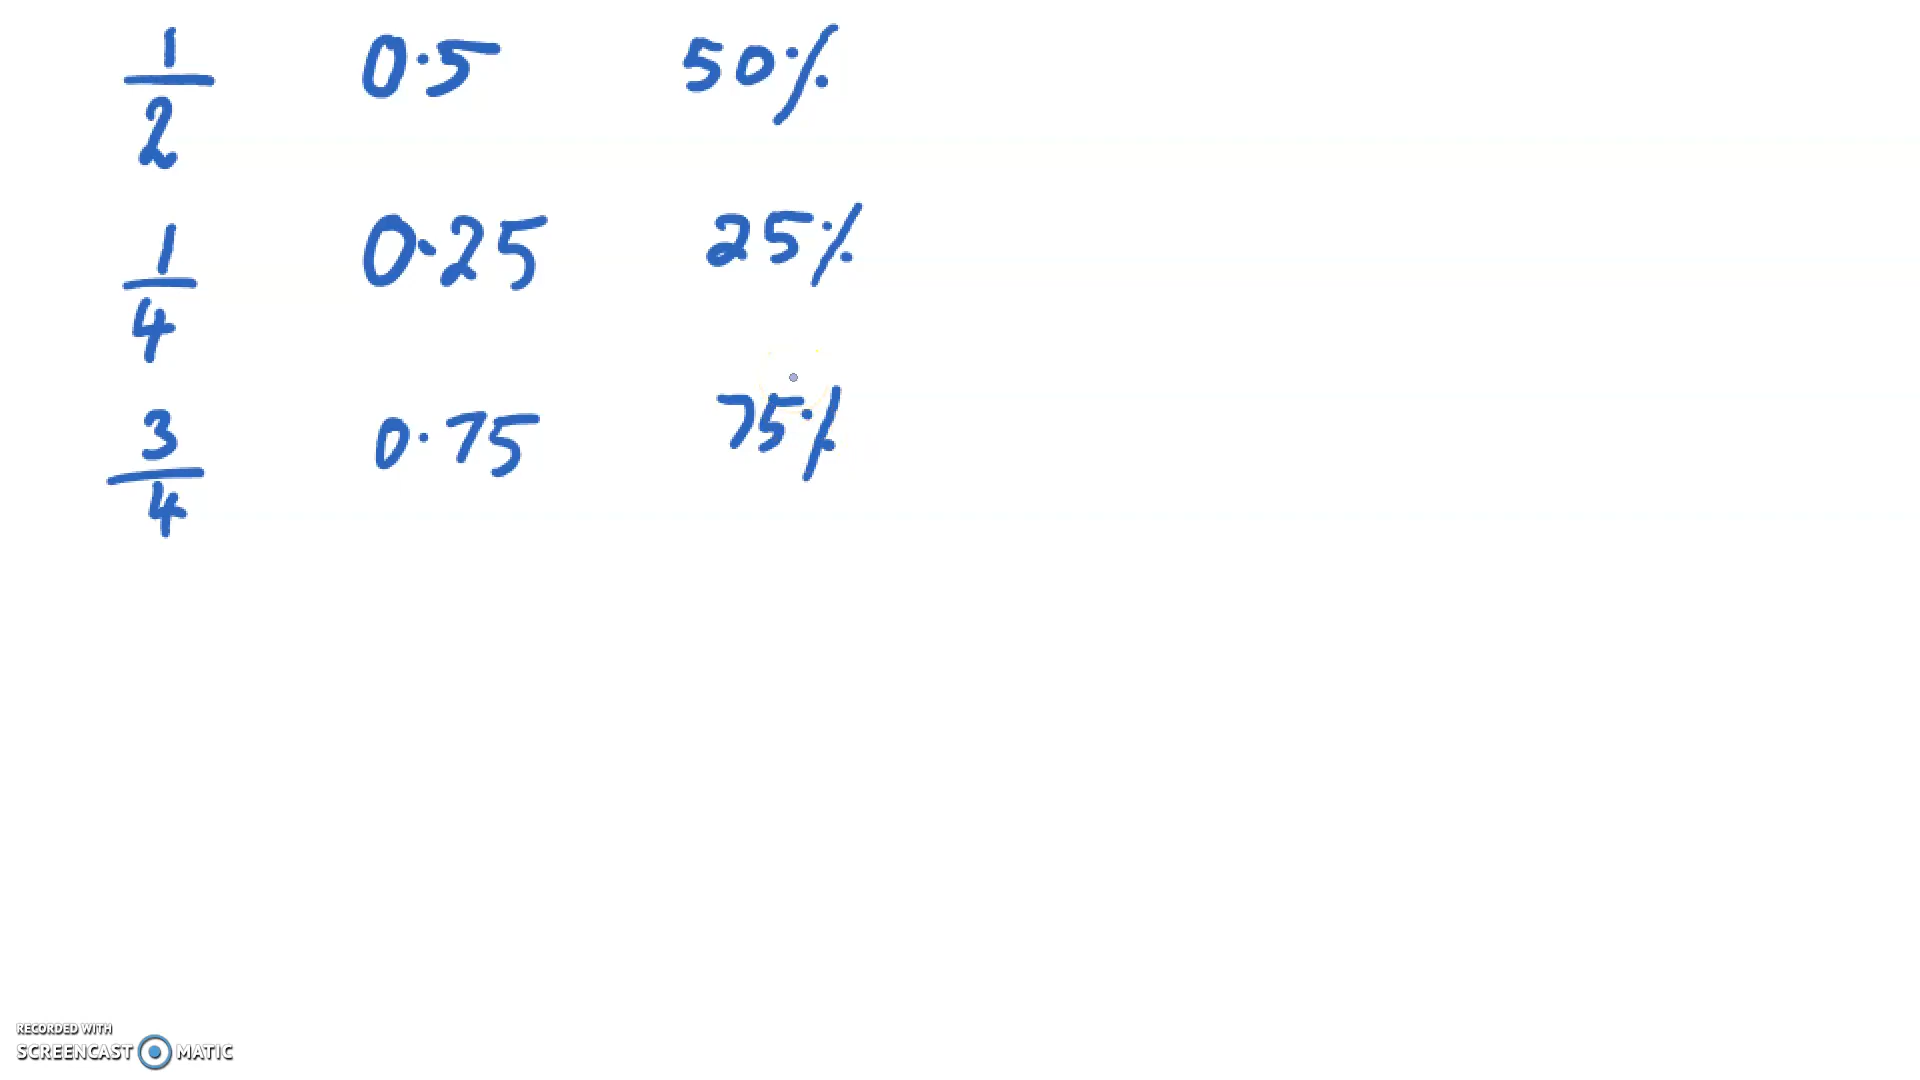 1/2 0.5 50%
1/4 0.25 25%
3/4 0.75 75%
RECORDED WITH
SCREENCAST MATIC